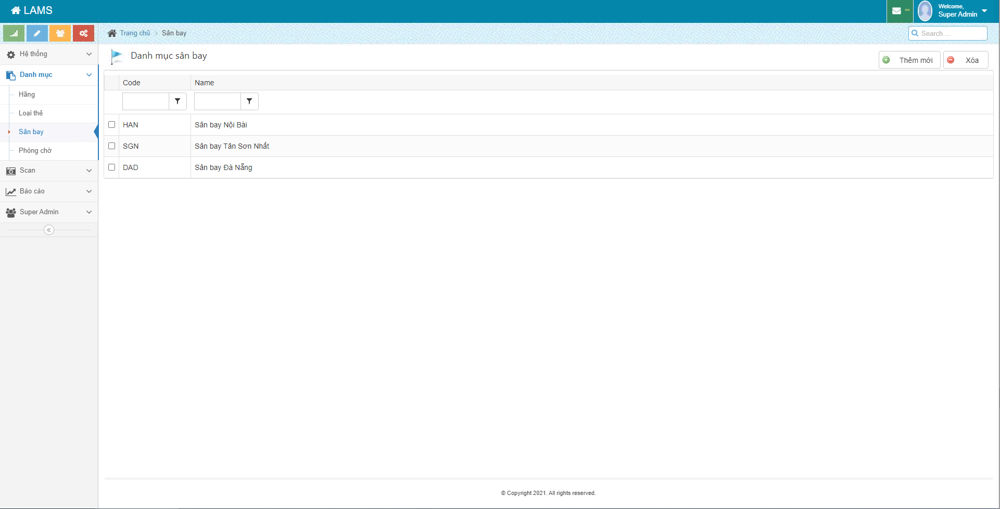 LAMS
Welcome,
Super Admin
Trang chủ
Sân bay
Search ...
Hệ thống
Danh mục
Hãng
Loại thẻ
Sân bay
Phòng chờ
Scan
Báo cáo
Super Admin
Danh mục sân bay
Thêm mới
Xóa
Code Name
HAN Sân bay Nội Bài
SGN Sân bay Tân Sơn Nhất
DAD Sân bay Đà Nẵng
© Copyright 2021. All rights reserved.